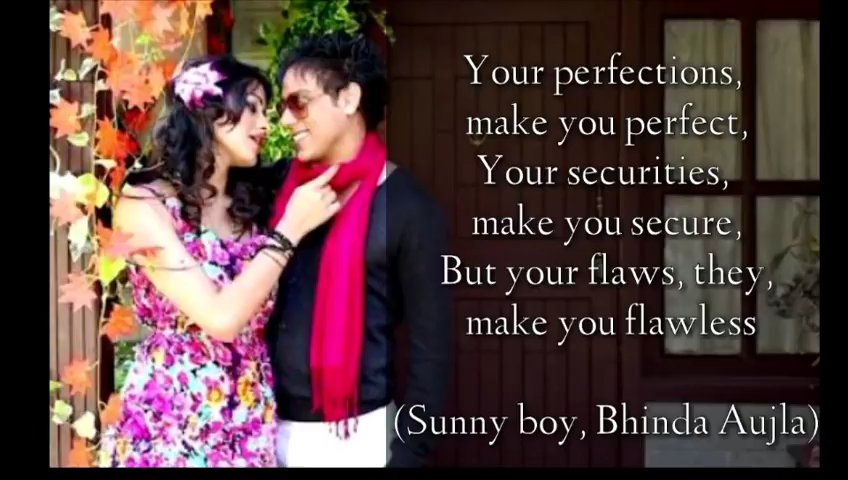 Your perfections,
make you perfect,
Your securities,
make you secure,
But your flaws, they,
make you flawless
(Sunny boy, Bhinda Aujla)